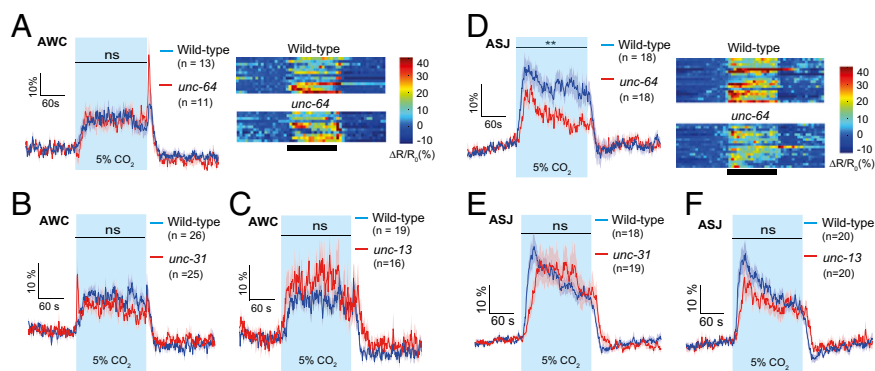 A
AWC
ns
Wild-type
(n = 13)
unc-64
(n =11)
10%
60s
5% CO2
Wild-type
unc-64
40
30
20
10
0
-10
ΔR/R0(%)
D
ASJ
**
Wild-type
(n = 18)
unc-64
(n =18)
10%
60s
5% CO2
Wild-type
unc-64
40
30
20
10
0
-10
ΔR/R0(%)
B
AWC
ns
Wild-type
(n = 26)
unc-31
(n =25)
10 %
60 s
5% CO2
C
AWC
ns
Wild-type
(n = 19)
unc-13
(n=16)
10 %
60 s
5% CO2
E
ASJ
ns
Wild-type
(n=18)
unc-31
(n=19)
10 %
60 s
5% CO2
F
ASJ
ns
Wild-type
(n=20)
unc-13
(n=20)
10 %
60 s
5% CO2